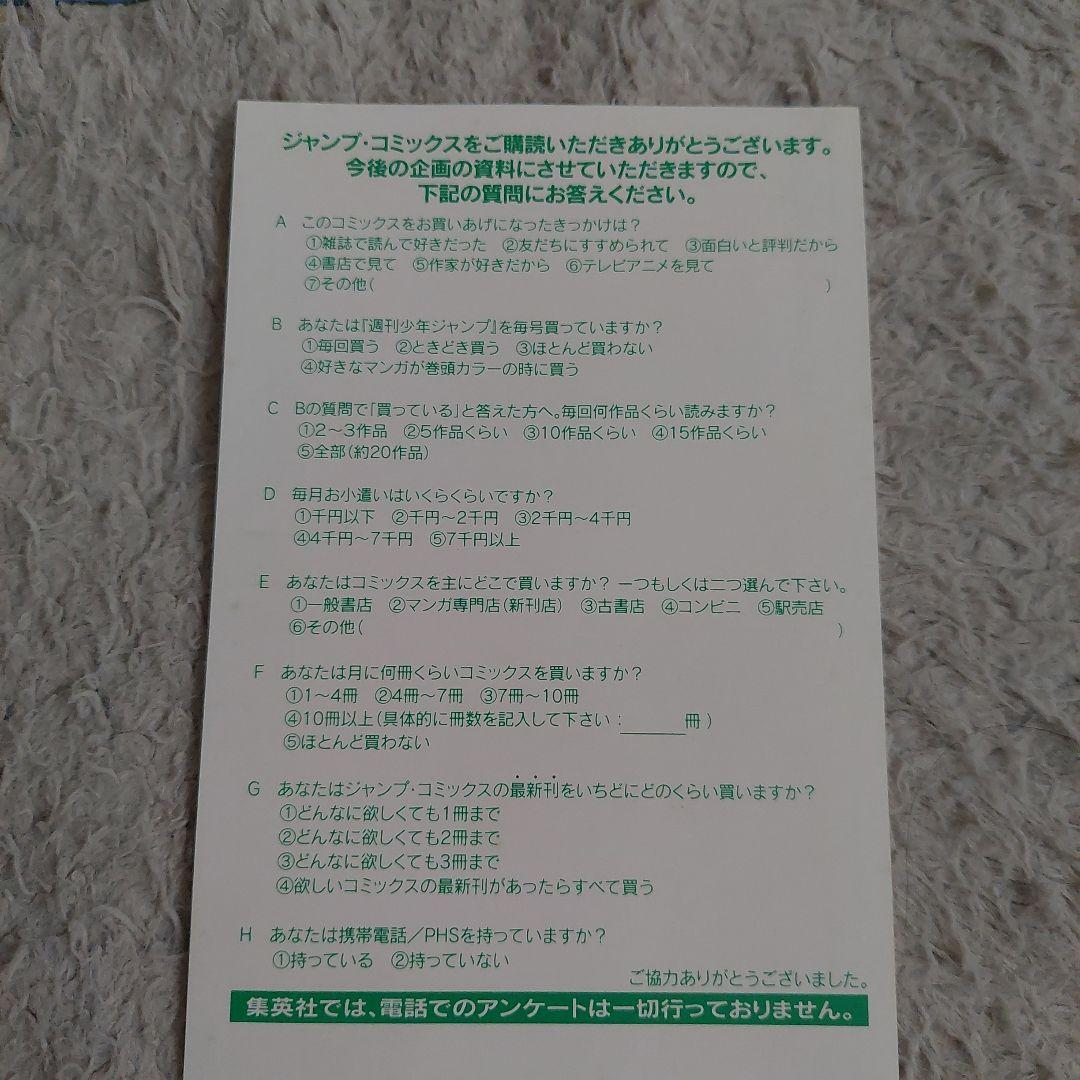 ジャンプ・コミックスをご購読いただきありがとうございます。
今後の企画の資料にさせていただきますので、
下記の質問にお答えください。
A このコミックスをお買いあげになったきっかけは?
①雑誌で読んで好きだった ②友だちにすすめられて ③面白いと評判だから
④書店で見て ⑤作家が好きだから ⑥テレビアニメを見て
⑦その他( )
B あなたは『週刊少年ジャンプ』を毎号買っていますか?
①毎回買う ②ときどき買う ③ほとんど買わない
④好きなマンガが巻頭カラーの時に買う
C Bの質問で「買っている」と答えた方へ。毎回何作品くらい読みますか?
①2〜3作品 ②5作品くらい ③10作品くらい ④15作品くらい
⑤全部(約20作品)
D 毎月お小遣いはいくらくらいですか?
①千円以下 ②千円〜2千円 ③2千円〜4千円
④4千円〜7千円 ⑤7千円以上
E あなたはコミックスを主にどこで買いますか? 一つもしくは二つ選んで下さい。
①一般書店 ②マンガ専門店(新刊店) ③古書店 ④コンビニ ⑤駅売店
⑥その他( )
F あなたは月に何冊くらいコミックスを買いますか?
①1〜4冊 ②4冊〜7冊 ③7冊〜10冊
④10冊以上(具体的に冊数を記入して下さい:______冊)
⑤ほとんど買わない
G あなたはジャンプ・コミックスの最新刊をいちどにどのくらい買いますか?
①どんなに欲しくても1冊まで
②どんなに欲しくても2冊まで
③どんなに欲しくても3冊まで
④欲しいコミックスの最新刊があったらすべて買う
H あなたは携帯電話/PHSを持っていますか?
①持っている ②持っていない
ご協力ありがとうございました。
集英社では、電話でのアンケートは一切行っておりません。